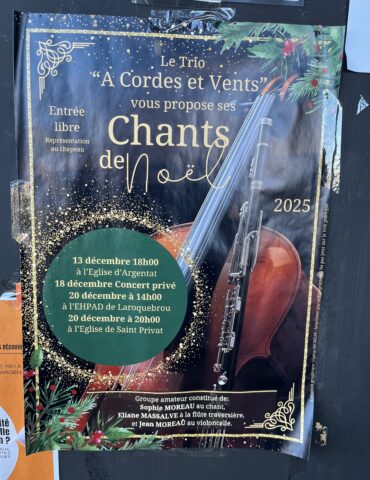 Le Trio
"A Cordes et Vents"
vous propose ses
Chants
de Noël
Entrée
libre
Représentation
au chapeau
2025
13 décembre 18h00
à l'Eglise d'Argentat
18 décembre Concert privé
20 décembre à 14h00
à l'EHPAD de Laroquebrou
20 décembre à 20h00
à l'Eglise de Saint Privat
Groupe amateur constitué de:
Sophie MOREAU au chant,
Eliane MASSALVE à la flûte traversière,
et Jean MOREAU au violoncelle.